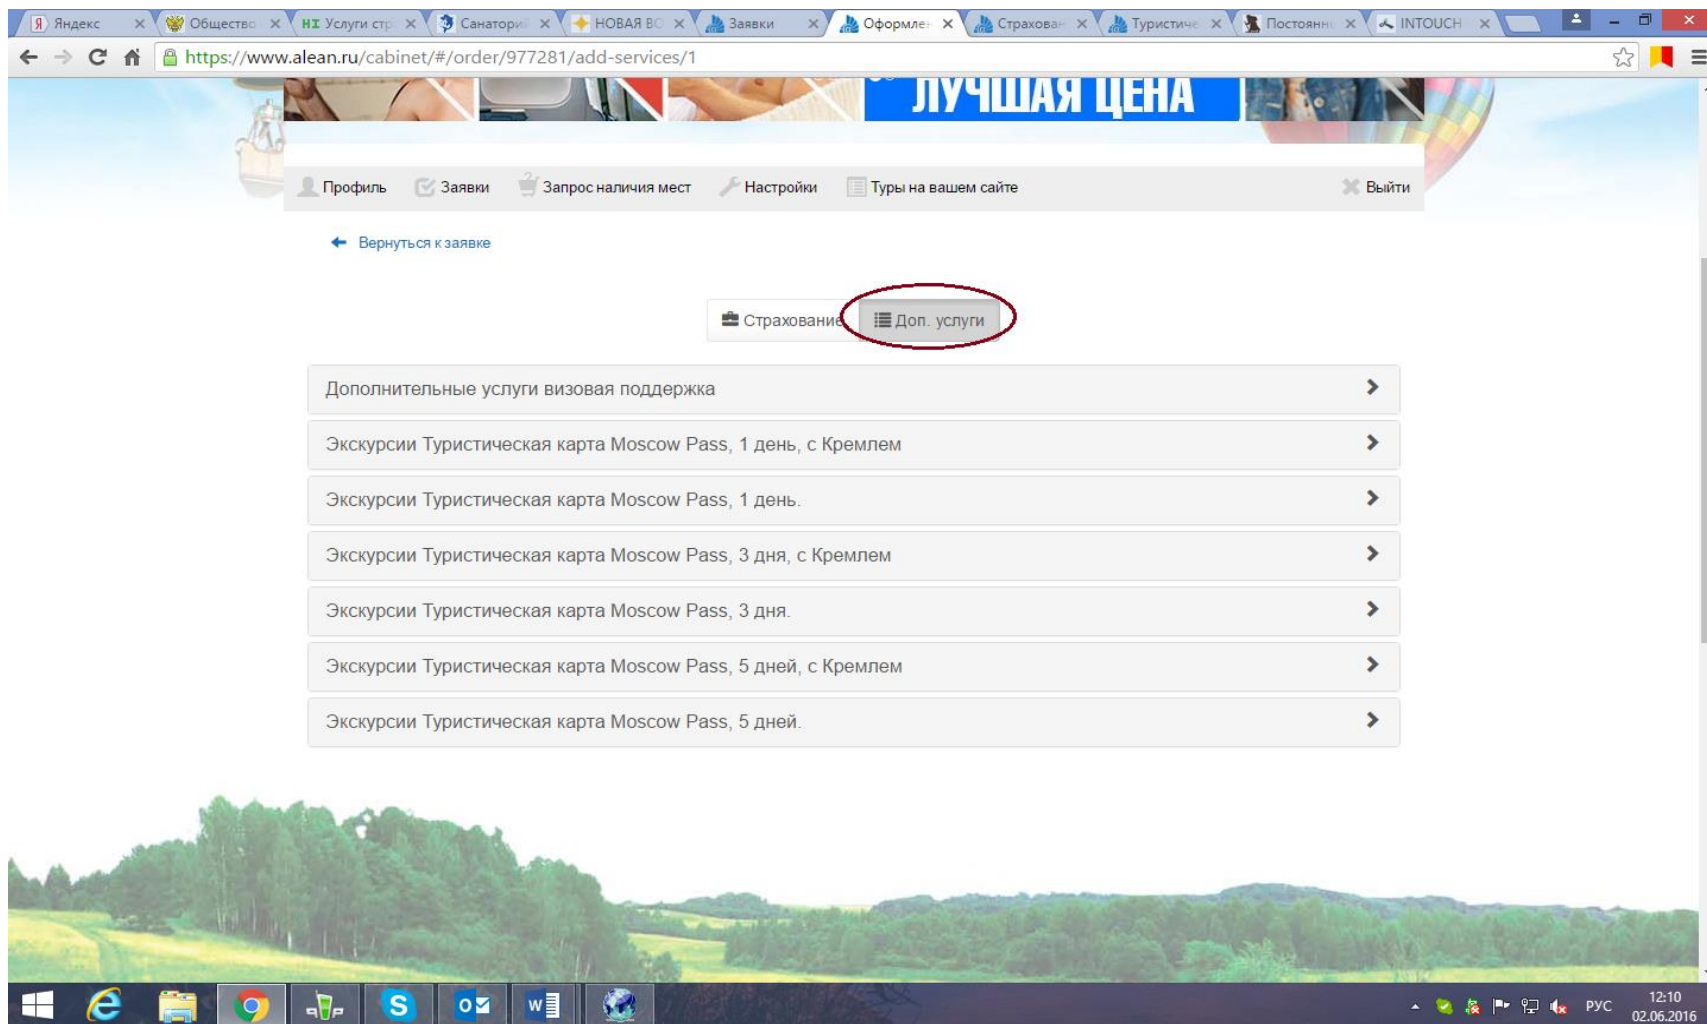 Яндекс
Общество
Услуги стр
Санатори
НОВАЯ ВО
Заявки
Оформле
Страхован
Туристиче
Постоянн
INTOUCH
https://www.alean.ru/cabinet/#/order/977281/add-services/1
ЛУЧШАЯ ЦЕНА
Профиль
Заявки
Запрос наличия мест
Настройки
Туры на вашем сайте
Выйти
Вернуться к заявке
Страхование
Доп. услуги
Дополнительные услуги визовая поддержка
Экскурсии Туристическая карта Moscow Pass, 1 день, с Кремлем
Экскурсии Туристическая карта Moscow Pass, 1 день.
Экскурсии Туристическая карта Moscow Pass, 3 дня, с Кремлем
Экскурсии Туристическая карта Moscow Pass, 3 дня.
Экскурсии Туристическая карта Moscow Pass, 5 дней, с Кремлем
Экскурсии Туристическая карта Moscow Pass, 5 дней.
РУС
12:10
02.06.2016